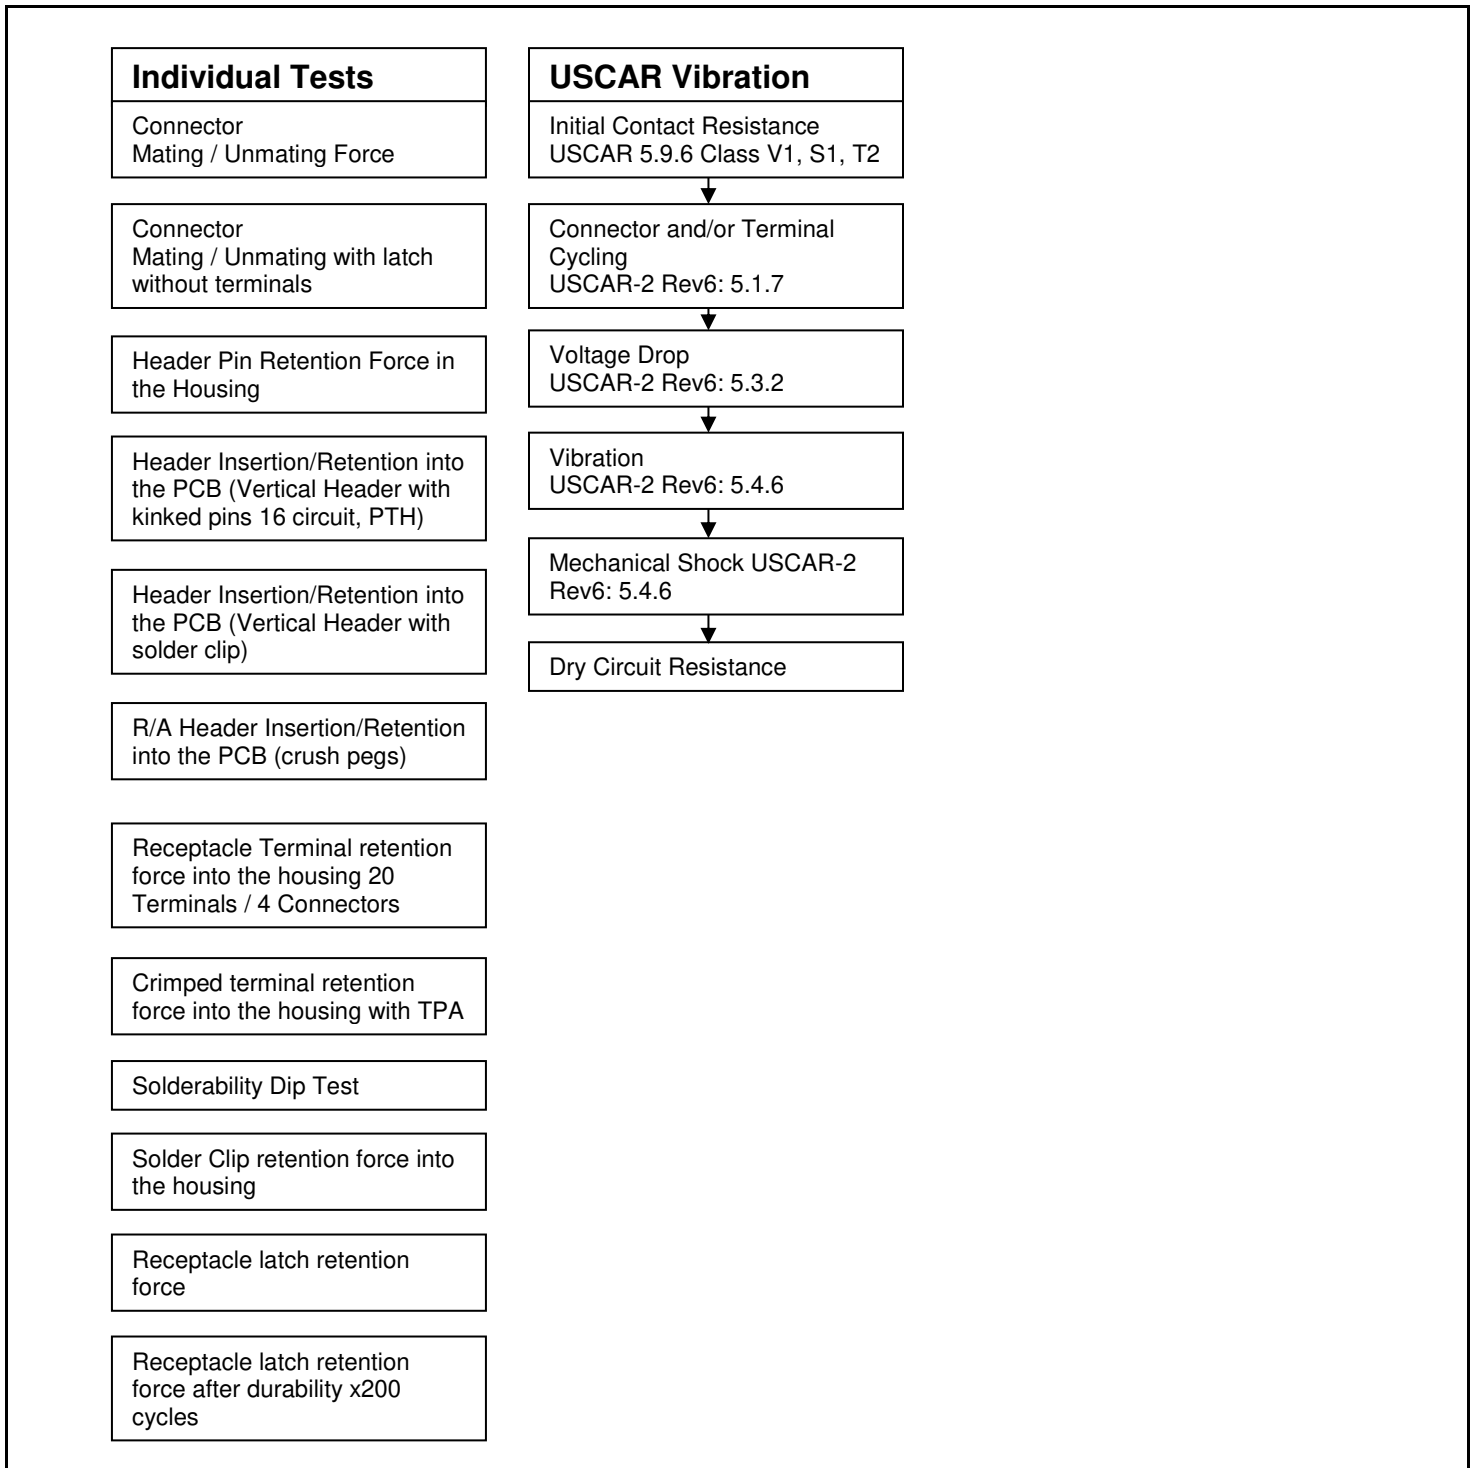 Individual Tests
Connector
Mating / Unmating Force
Connector
Mating / Unmating with latch
without terminals
Header Pin Retention Force in
the Housing
Header Insertion/Retention into
the PCB (Vertical Header with
kinked pins 16 circuit, PTH)
Header Insertion/Retention into
the PCB (Vertical Header with
solder clip)
R/A Header Insertion/Retention
into the PCB (crush pegs)
Receptacle Terminal retention
force into the housing 20
Terminals / 4 Connectors
Crimped terminal retention
force into the housing with TPA
Solderability Dip Test
Solder Clip retention force into
the housing
Receptacle latch retention
force
Receptacle latch retention
force after durability x200
cycles
USCAR Vibration
Initial Contact Resistance
USCAR 5.9.6 Class V1, S1, T2
Connector and/or Terminal
Cycling
USCAR-2 Rev6: 5.1.7
Voltage Drop
USCAR-2 Rev6: 5.3.2
Vibration
USCAR-2 Rev6: 5.4.6
Mechanical Shock USCAR-2
Rev6: 5.4.6
Dry Circuit Resistance